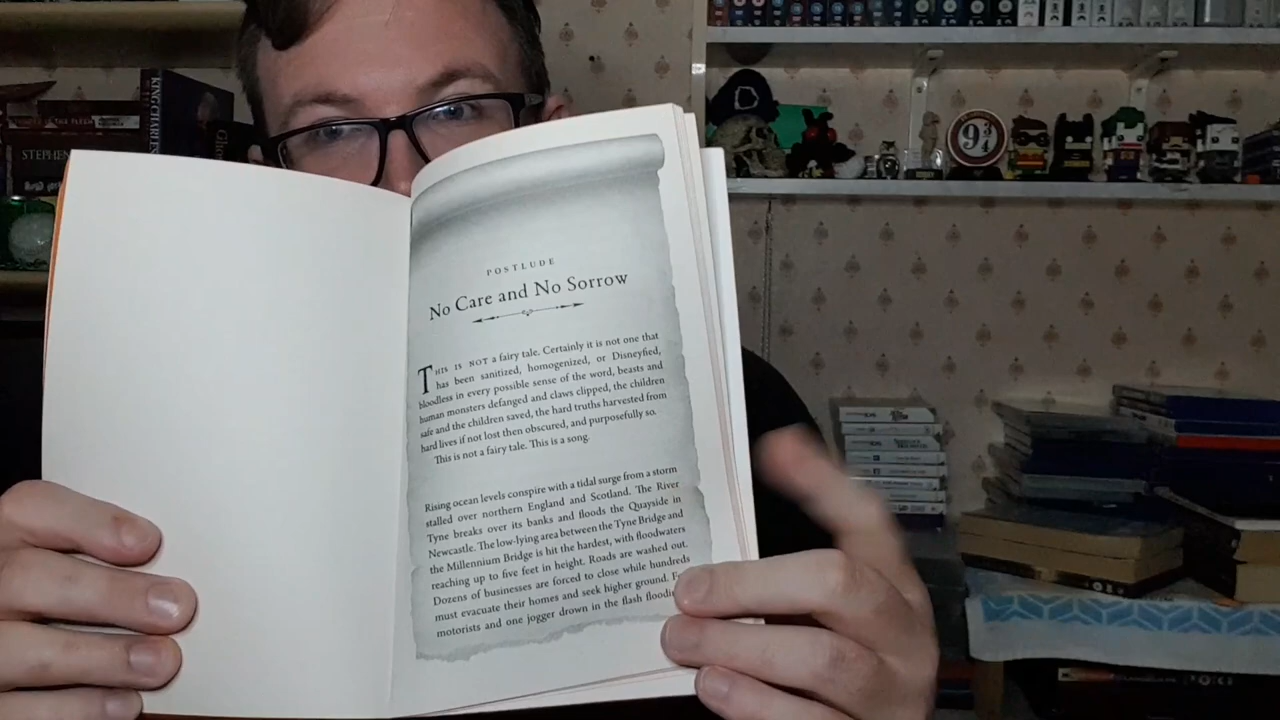 KING CHARLES
STEPHEN
9¾
POSTLUDE
No Care and No Sorrow
THIS IS NOT a fairy tale. Certainly it is not one that
has been sanitized, homogenized, or Disneyfied,
bloodless in every possible sense of the word, beasts and
human monsters defanged and claws clipped, the children
safe and the children saved, the hard truths harvested from
hard lives if not lost then obscured, and purposefully so.
This is not a fairy tale. This is a song.
Rising ocean levels conspire with a tidal surge from a storm
stalled over northern England and Scotland. The River
Tyne breaks over its banks and floods the Quayside in
Newcastle. The low-lying area between the Tyne Bridge and
the Millennium Bridge is hit the hardest, with floodwaters
reaching up to five feet in height. Roads are washed out.
Dozens of businesses are forced to close while hundreds
must evacuate their homes and seek higher ground.
motorists and one jogger drown in the flash